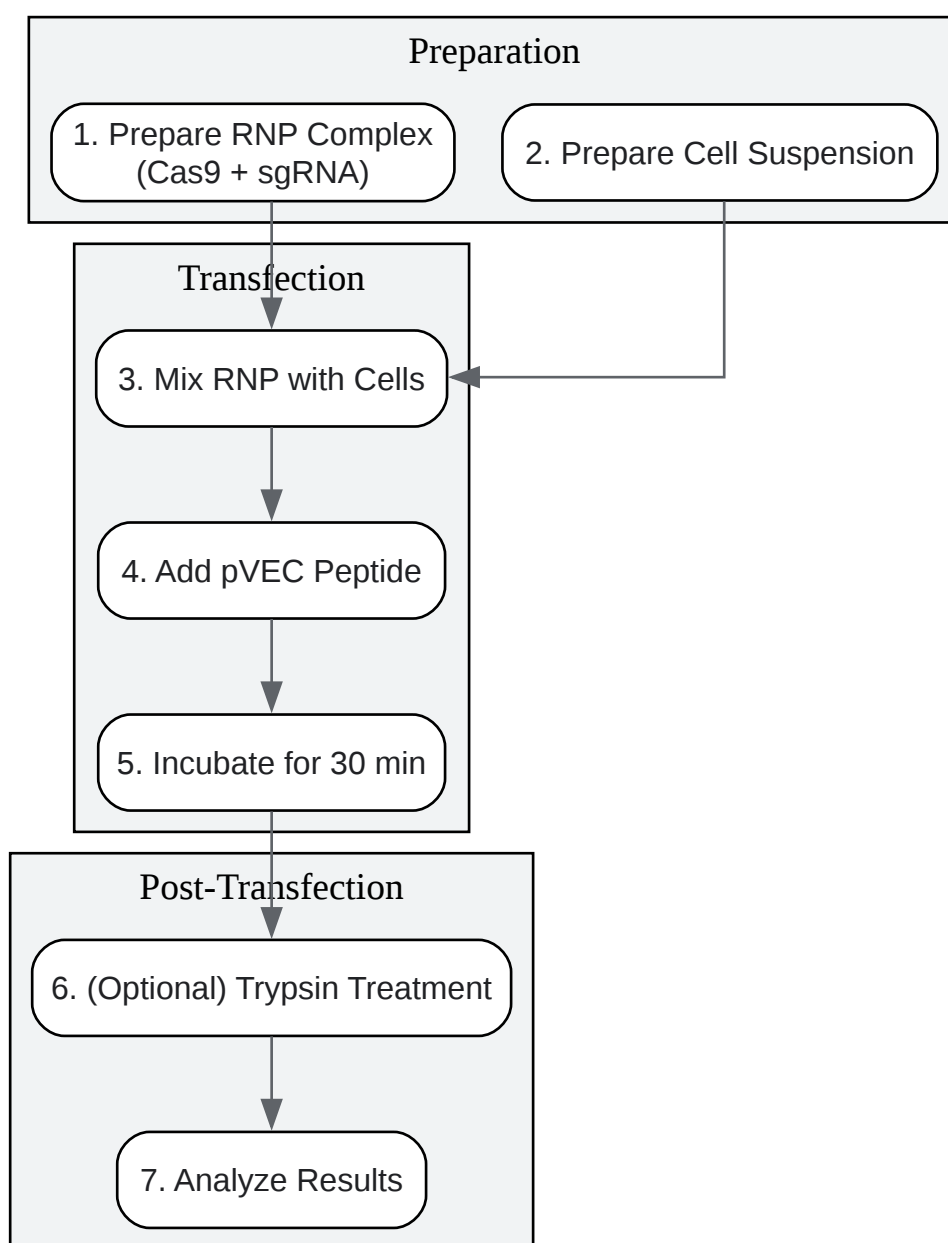 Preparation
1. Prepare RNP Complex
(Cas9 + sgRNA)
2. Prepare Cell Suspension
Transfection
3. Mix RNP with Cells
4. Add pVEC Peptide
5. Incubate for 30 min
Post-Transfection
6. (Optional) Trypsin Treatment
7. Analyze Results